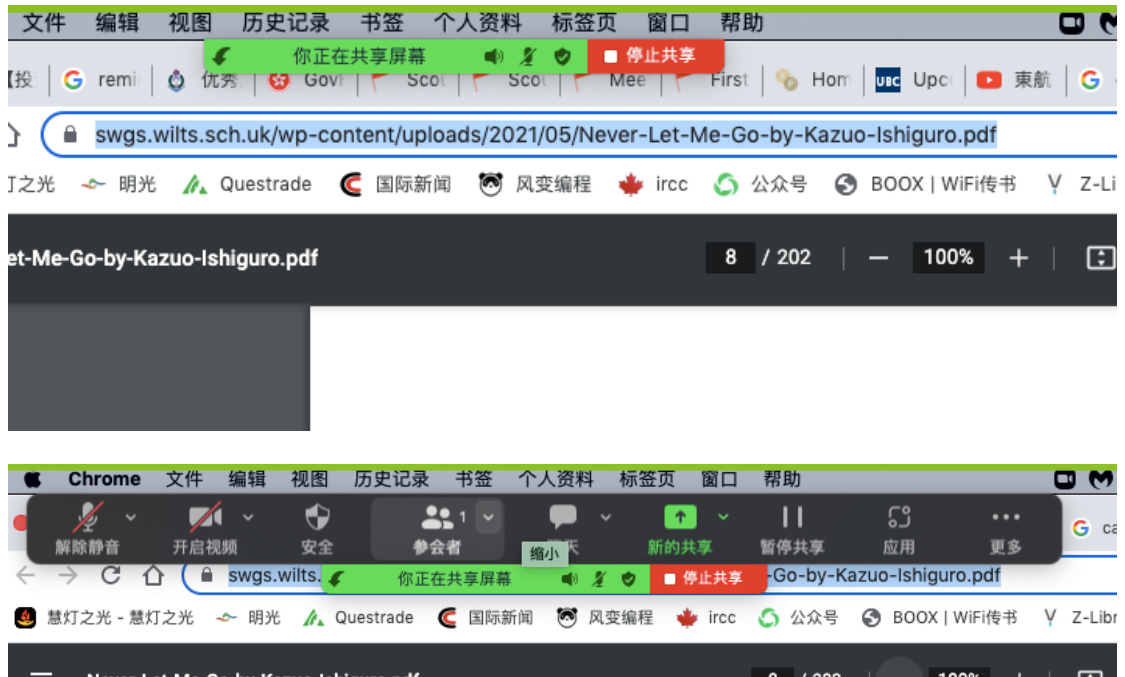 文件 编辑 视图 历史记录 书签 个人资料 标签页 窗口 帮助
你正在共享屏幕 停止共享
【投 remi 优秀 Gov Sco Sco Mee First Hom UBC Upc 東航
swgs.wilts.sch.uk/wp-content/uploads/2021/05/Never-Let-Me-Go-by-Kazuo-Ishiguro.pdf
灯之光 明光 Questrade 国际新闻 风变编程 ircc 公众号 BOOX | WiFi传书 Z-Li
et-Me-Go-by-Kazuo-Ishiguro.pdf 8 / 202 100%
Chrome 文件 编辑 视图 历史记录 书签 个人资料 标签页 窗口 帮助
1
解除静音 开启视频 安全 参会者 缩小 新的共享 暂停共享 应用 更多
ca
swgs.wilts. 你正在共享屏幕 停止共享 -Go-by-Kazuo-Ishiguro.pdf
慧灯之光 - 慧灯之光 明光 Questrade 国际新闻 风变编程 ircc 公众号 BOOX | WiFi传书 Z-Libr